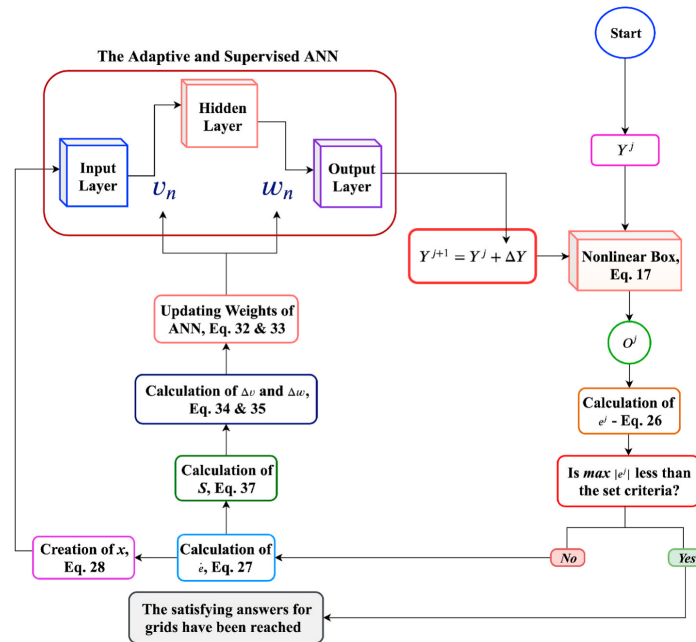 Start
The Adaptive and Supervised ANN
Hidden
Layer
Input
Layer
Output
Layer
υₙ
wₙ
Y^j
Y^{j+1} = Y^j + ΔY
Nonlinear Box,
Eq. 17
O^j
Updating Weights of
ANN, Eq. 32 & 33
Calculation of Δv and Δw,
Eq. 34 & 35
Calculation of
e^j - Eq. 26
Calculation of
S, Eq. 37
Is max |e^j| less than
the set criteria?
Creation of x,
Eq. 28
Calculation of
ė, Eq. 27
No
Yes
The satisfying answers for
grids have been reached